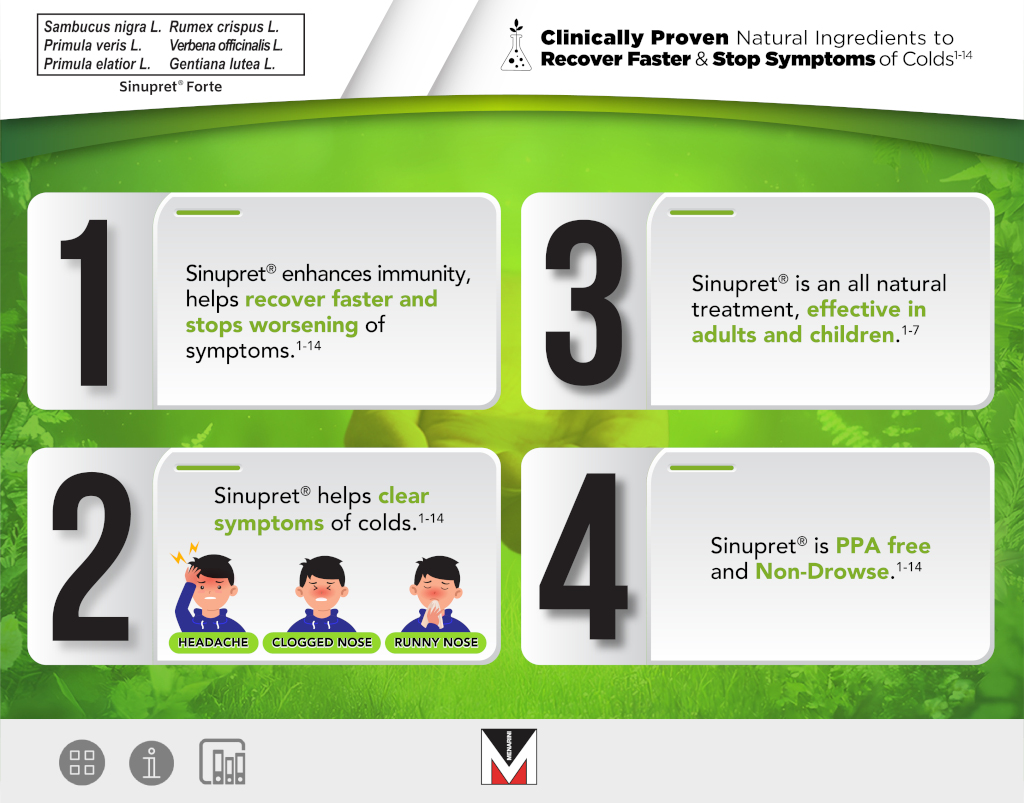 Sambucus nigra L. Rumex crispus L.
Primula veris L. Verbena officinalis L.
Primula elatior L. Gentiana lutea L.
Sinupret® Forte
Clinically Proven Natural Ingredients to
Recover Faster & Stop Symptoms of Colds1-14
1
Sinupret® enhances immunity,
helps recover faster and
stops worsening of
symptoms.1-14
2
Sinupret® helps clear
symptoms of colds.1-14
HEADACHE CLOGGED NOSE RUNNY NOSE
3
Sinupret® is an all natural
treatment, effective in
adults and children.1-7
4
Sinupret® is PPA free
and Non-Drowse.1-14
MENARINI